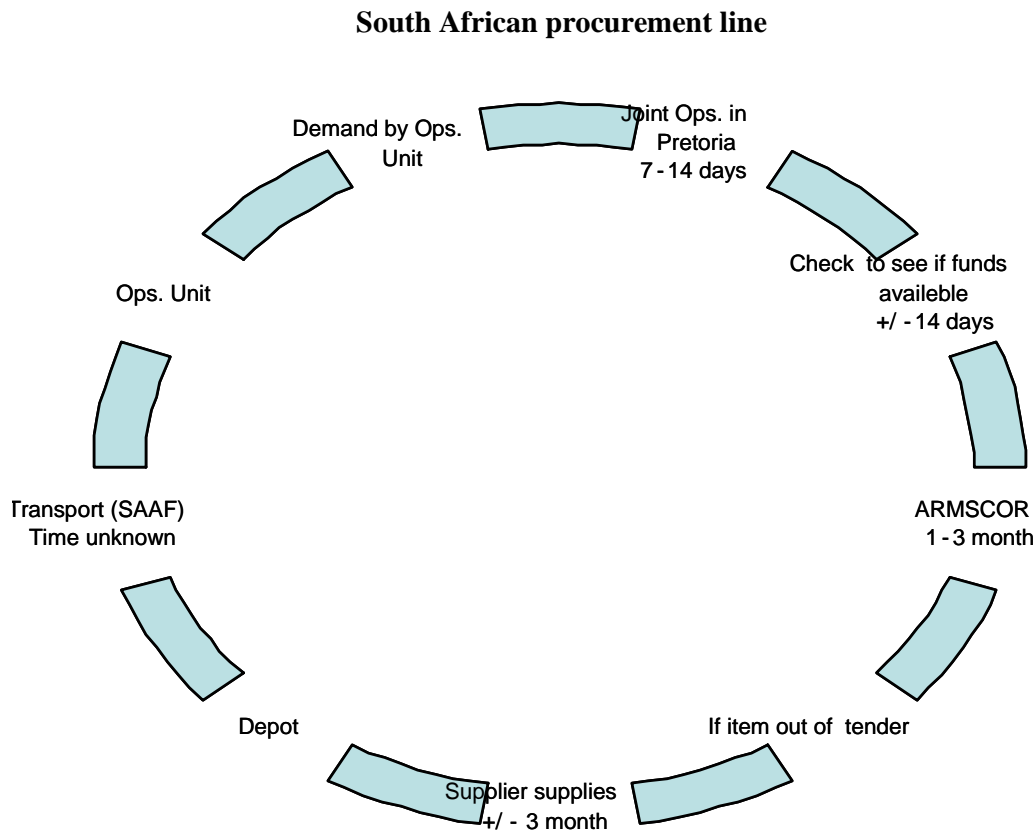 South African procurement line
Demand by Ops.
Unit
Joint Ops. in
Pretoria
7 - 14 days
Check to see if funds
availeble
+/ - 14 days
Ops. Unit
Transport (SAAF)
Time unknown
ARMSCOR
1 - 3 month
Depot
If item out of tender
Supplier supplies
+/ - 3 month